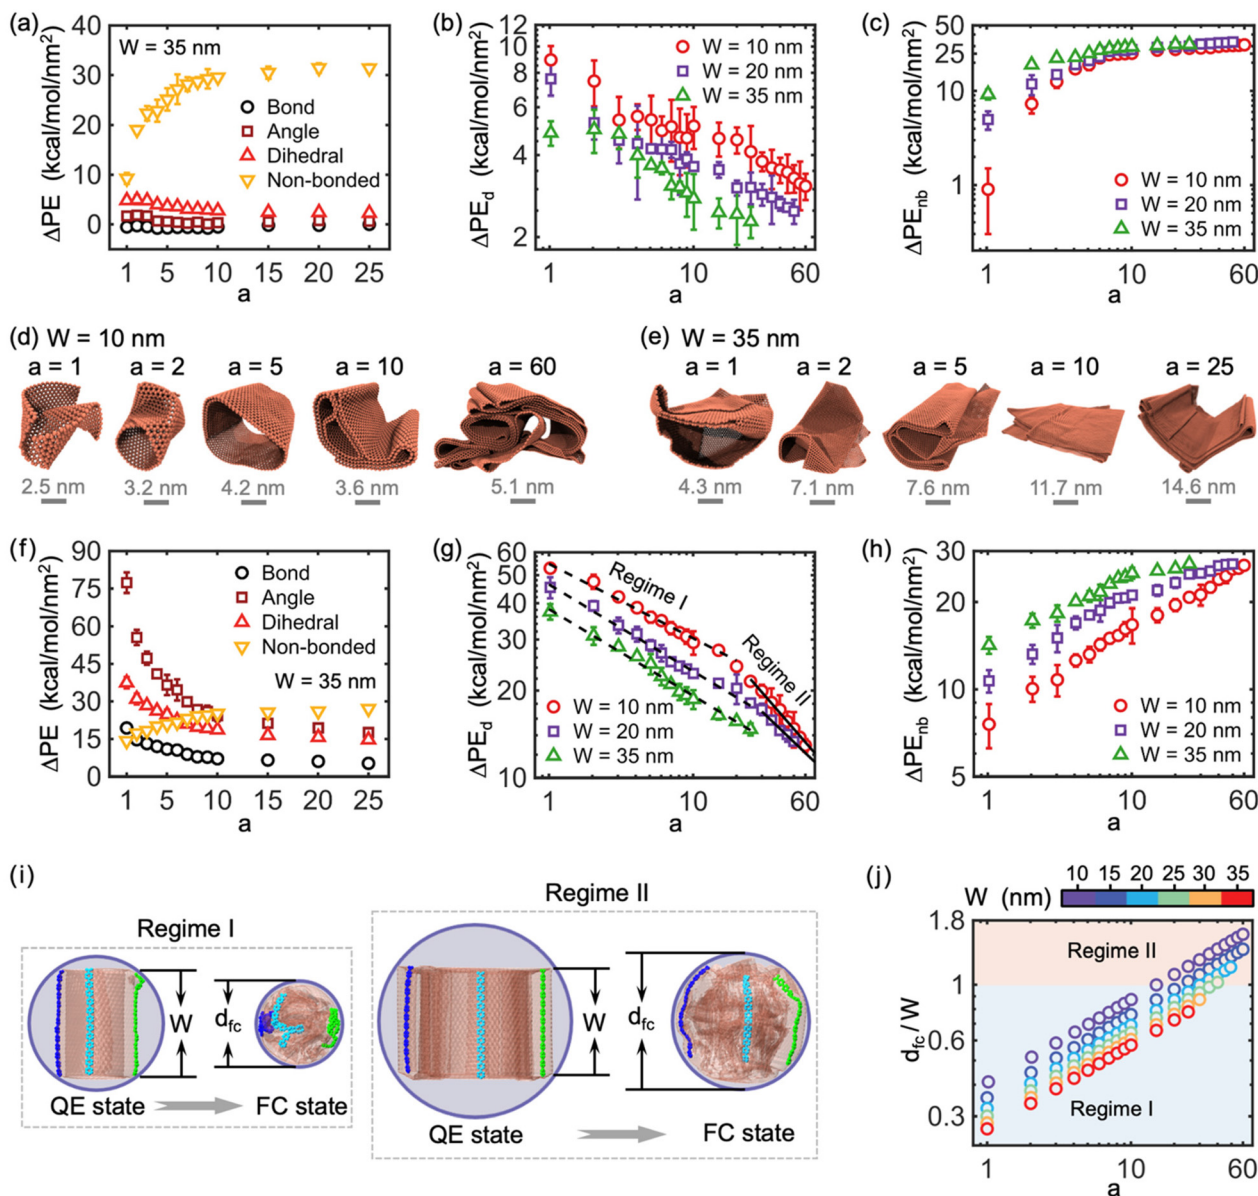 (a)
W = 35 nm
ΔPE (kcal/mol/nm²)
40
30
20
10
0
Bond
Angle
Dihedral
Non-bonded
1 5 10 15 20 25
a
(b)
ΔPE_d (kcal/mol/nm²)
12
10
8
6
4
2
W = 10 nm
W = 20 nm
W = 35 nm
1 10 60
a
(c)
ΔPE_nb (kcal/mol/nm²)
50
25
10
1
W = 10 nm
W = 20 nm
W = 35 nm
1 10 60
a
(d) W = 10 nm
a = 1 a = 2 a = 5 a = 10 a = 60
2.5 nm 3.2 nm 4.2 nm 3.6 nm 5.1 nm
(e) W = 35 nm
a = 1 a = 2 a = 5 a = 10 a = 25
4.3 nm 7.1 nm 7.6 nm 11.7 nm 14.6 nm
(f)
ΔPE (kcal/mol/nm²)
90
75
60
45
30
15
0
Bond
Angle
Dihedral
Non-bonded
W = 35 nm
1 5 10 15 20 25
a
(g)
ΔPE_d (kcal/mol/nm²)
60
50
40
30
20
10
Regime I
Regime II
W = 10 nm
W = 20 nm
W = 35 nm
1 10 60
a
(h)
ΔPE_nb (kcal/mol/nm²)
30
20
10
5
W = 10 nm
W = 20 nm
W = 35 nm
1 10 60
a
(i)
Regime I
W
d_fc
QE state
FC state
Regime II
W
d_fc
QE state
FC state
(j)
W (nm)
10 15 20 25 30 35
d_fc / W
1.8
1
0.6
0.3
Regime II
Regime I
1 10 60
a